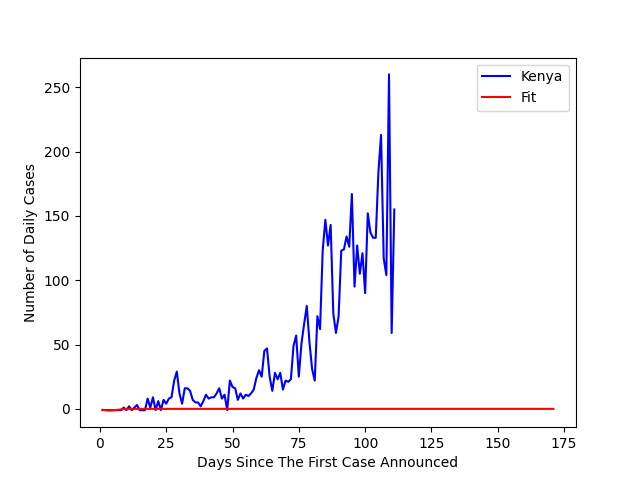 Kenya
Fit
250
200
150
100
50
0
Number of Daily Cases
0 25 50 75 100 125 150 175
Days Since The First Case Announced